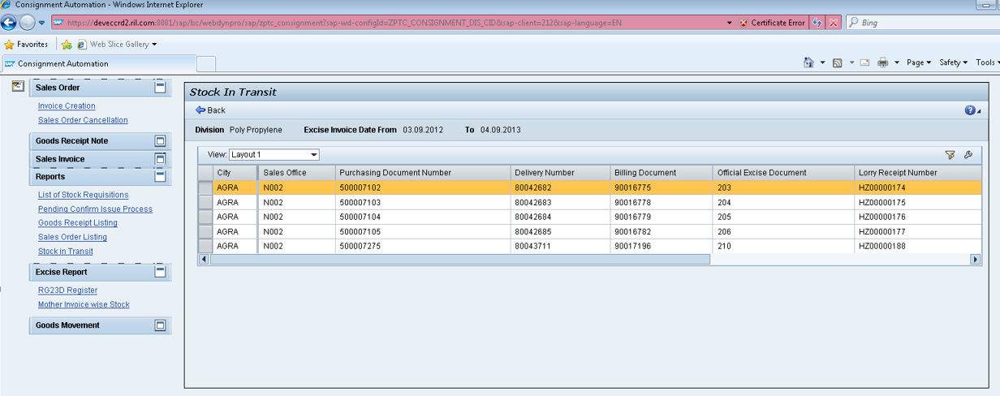 Consignment Automation - Windows Internet Explorer
https://deveccrd2.ril.com:8001/sap/bc/webdynpro/sap/zptc_consignment?sap-wd-configId=ZPTC_CONSIGNMENT_DIS_CID&sap-client=212&sap-language=EN Certificate Error Bing
Favorites Web Slice Gallery
Consignment Automation Page Safety Tools
Sales Order
Invoice Creation
Sales Order Cancellation
Goods Receipt Note
Sales Invoice
Reports
List of Stock Requisitions
Pending Confirm Issue Process
Goods Receipt Listing
Sales Order Listing
Stock in Transit
Excise Report
RG23D Register
Mother Invoice wise Stock
Goods Movement
Stock In Transit
Back
Division Poly Propylene Excise Invoice Date From 03.09.2012 To 04.09.2013
View: Layout 1
City Sales Office Purchasing Document Number Delivery Number Billing Document Official Excise Document Lorry Receipt Number
AGRA N002 500007102 80042682 90016775 203 HZ00000174
AGRA N002 500007103 80042683 90016778 204 HZ00000175
AGRA N002 500007104 80042684 90016779 205 HZ00000176
AGRA N002 500007105 80042685 90016782 206 HZ00000177
AGRA N002 500007275 80043711 90017196 210 HZ00000188